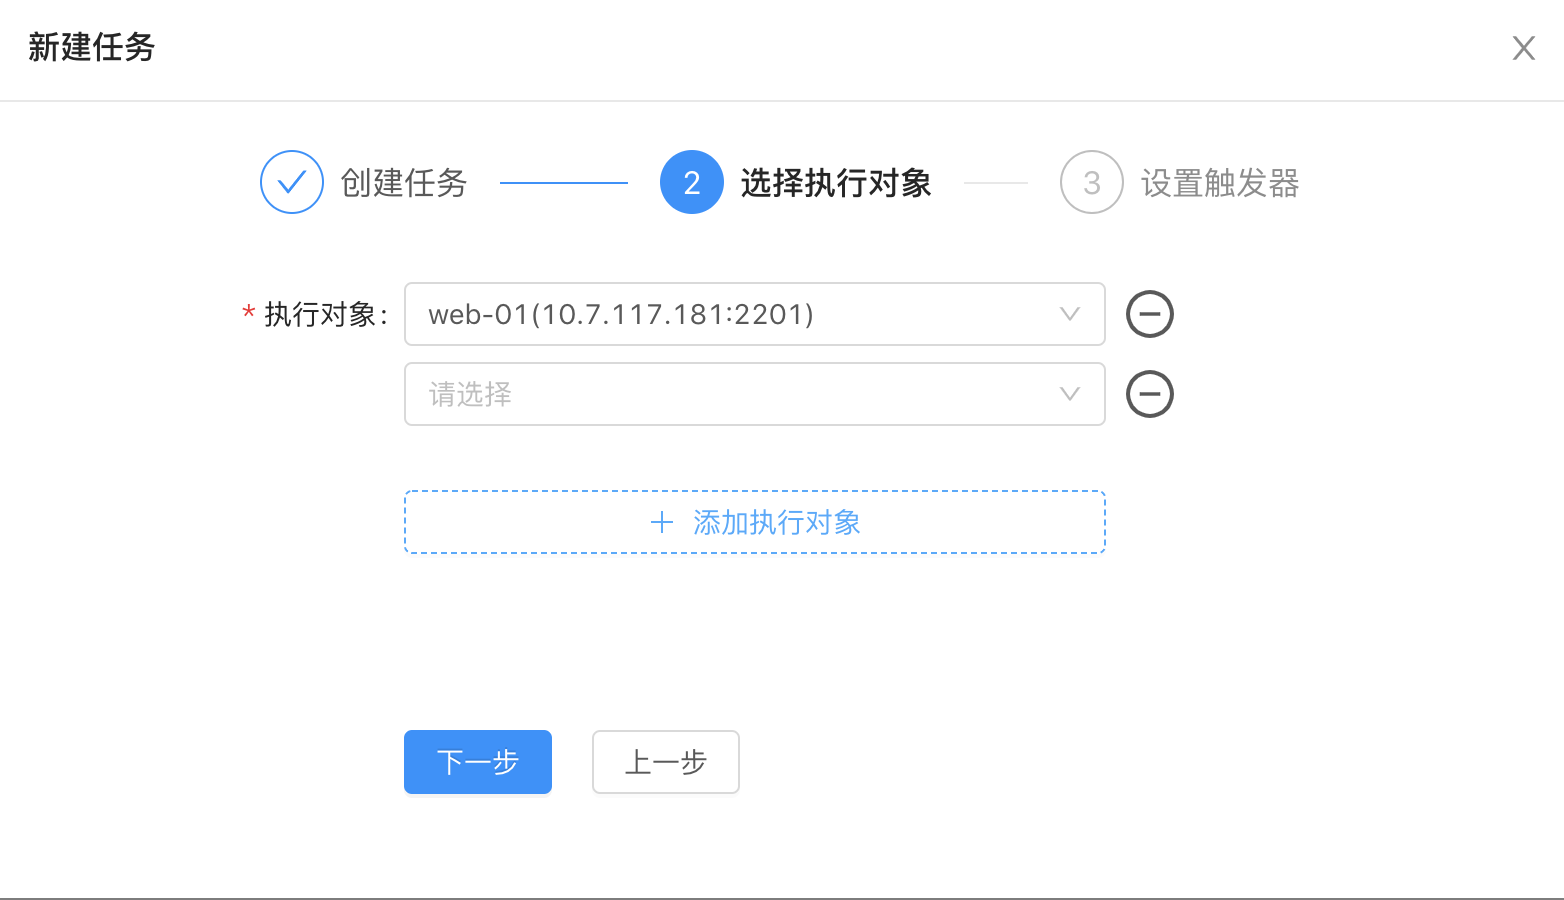 新建任务
创建任务
2 选择执行对象
3 设置触发器
* 执行对象: web-01(10.7.117.181:2201)
请选择
+ 添加执行对象
下一步 上一步